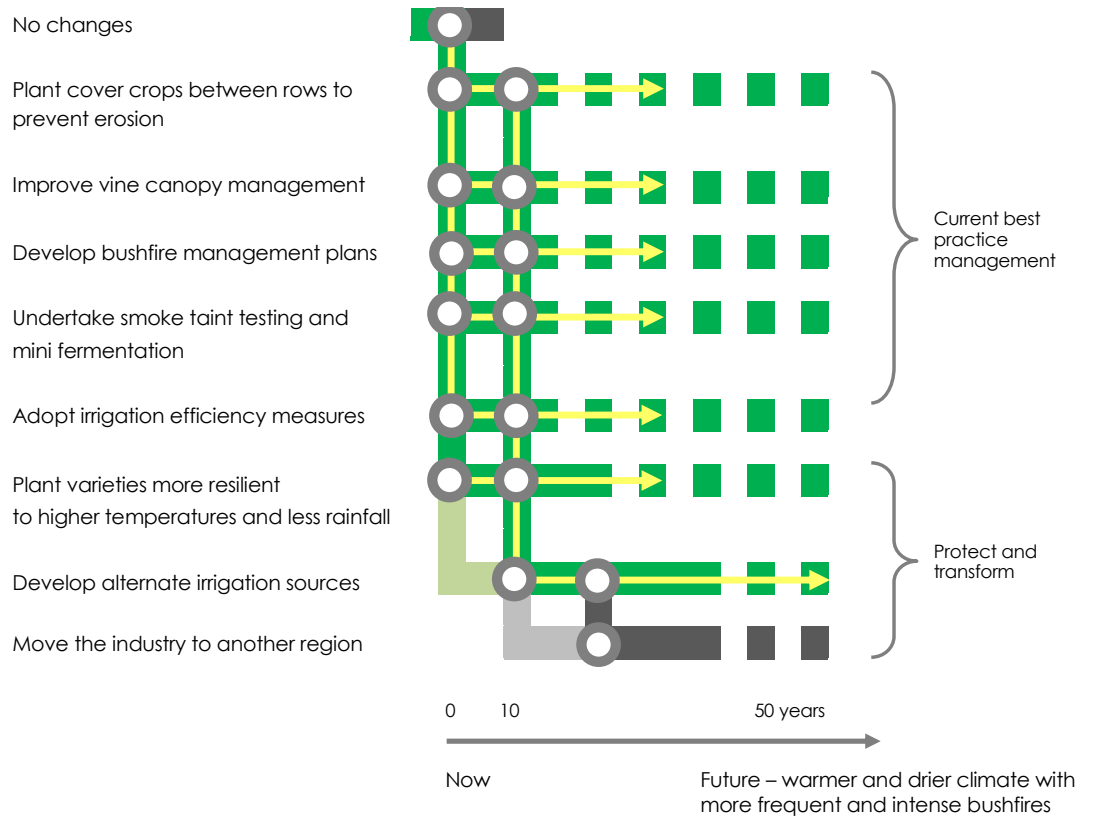 No changes
Plant cover crops between rows to
prevent erosion
Improve vine canopy management
Develop bushfire management plans
Undertake smoke taint testing and
mini fermentation
Adopt irrigation efficiency measures
Plant varieties more resilient
to higher temperatures and less rainfall
Develop alternate irrigation sources
Move the industry to another region
Current best
practice
management
Protect and
transform
0
10
50 years
Now
Future – warmer and drier climate with
more frequent and intense bushfires